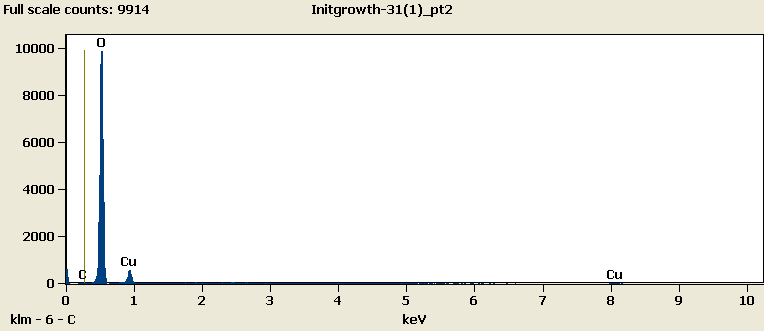 Full scale counts: 9914 Initgrowth-31(1)_pt2
10000
8000
6000
4000
2000
0
O
C
Cu
Cu
0 1 2 3 4 5 6 7 8 9 10
klm - 6 - C keV